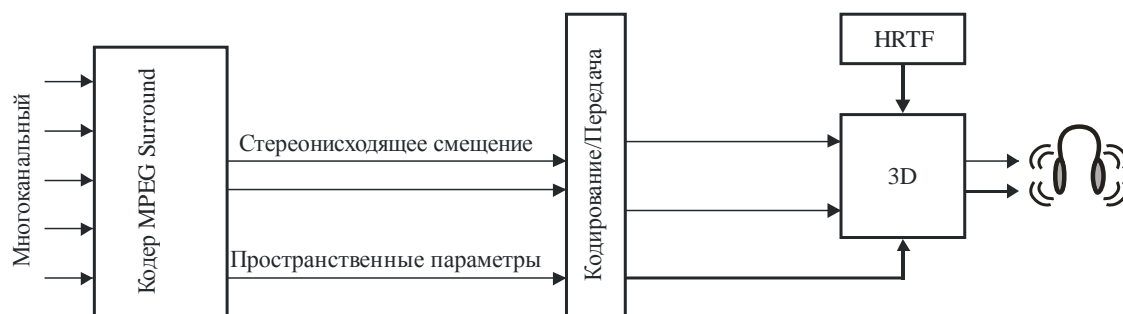 Многоканальный
Кодер MPEG Surround
Стереонисходящее смещение
Пространственные параметры
Кодирование/Передача
HRTF
3D